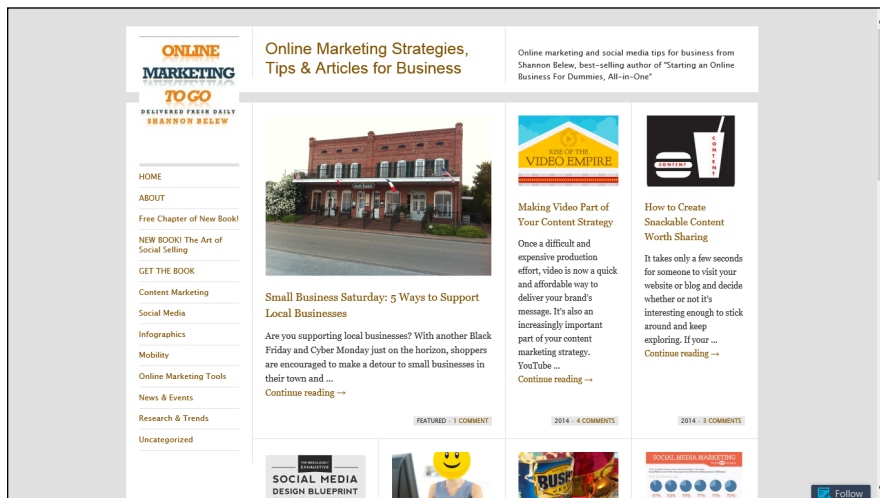 ONLINE
MARKETING
TO GO
DELIVERED FRESH DAILY
SHANNON BELEW
Online Marketing Strategies,
Tips & Articles for Business
Online marketing and social media tips for business from
Shannon Belew, best-selling author of "Starting an Online
Business For Dummies, All-in-One"
HOME
ABOUT
Free Chapter of New Book!
NEW BOOK! The Art of
Social Selling
GET THE BOOK
Content Marketing
Social Media
Infographics
Mobility
Online Marketing Tools
News & Events
Research & Trends
Uncategorized
Small Business Saturday: 5 Ways to Support
Local Businesses
Are you supporting local businesses? With another Black
Friday and Cyber Monday just on the horizon, shoppers
are encouraged to make a detour to small businesses in
their town and ...
Continue reading →
FEATURED - 1 COMMENT
RISE OF THE
VIDEO EMPIRE
Making Video Part of
Your Content Strategy
Once a difficult and
expensive production
effort, video is now a quick
and affordable way to
deliver your brand's
message. It's also an
increasingly important
part of your content
marketing strategy.
YouTube ...
Continue reading →
2014 - 4 COMMENTS
CONTENT
CONTENT
How to Create
Snackable Content
Worth Sharing
It takes only a few seconds
for someone to visit your
website or blog and decide
whether or not it's
interesting enough to stick
around and keep
exploring. If your ...
Continue reading →
2014 - 3 COMMENTS
THE RIDICULOUSLY
EXHAUSTIVE
SOCIAL MEDIA
DESIGN BLUEPRINT
BUSCH
SOCIAL MEDIA MARKETING
Follow